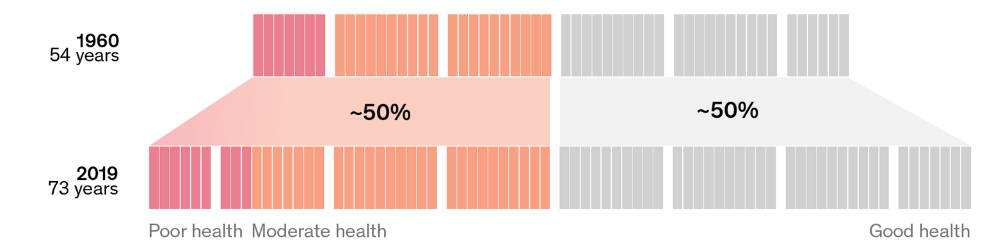 1960
54 years
~50%
~50%
2019
73 years
Poor health
Moderate health
Good health